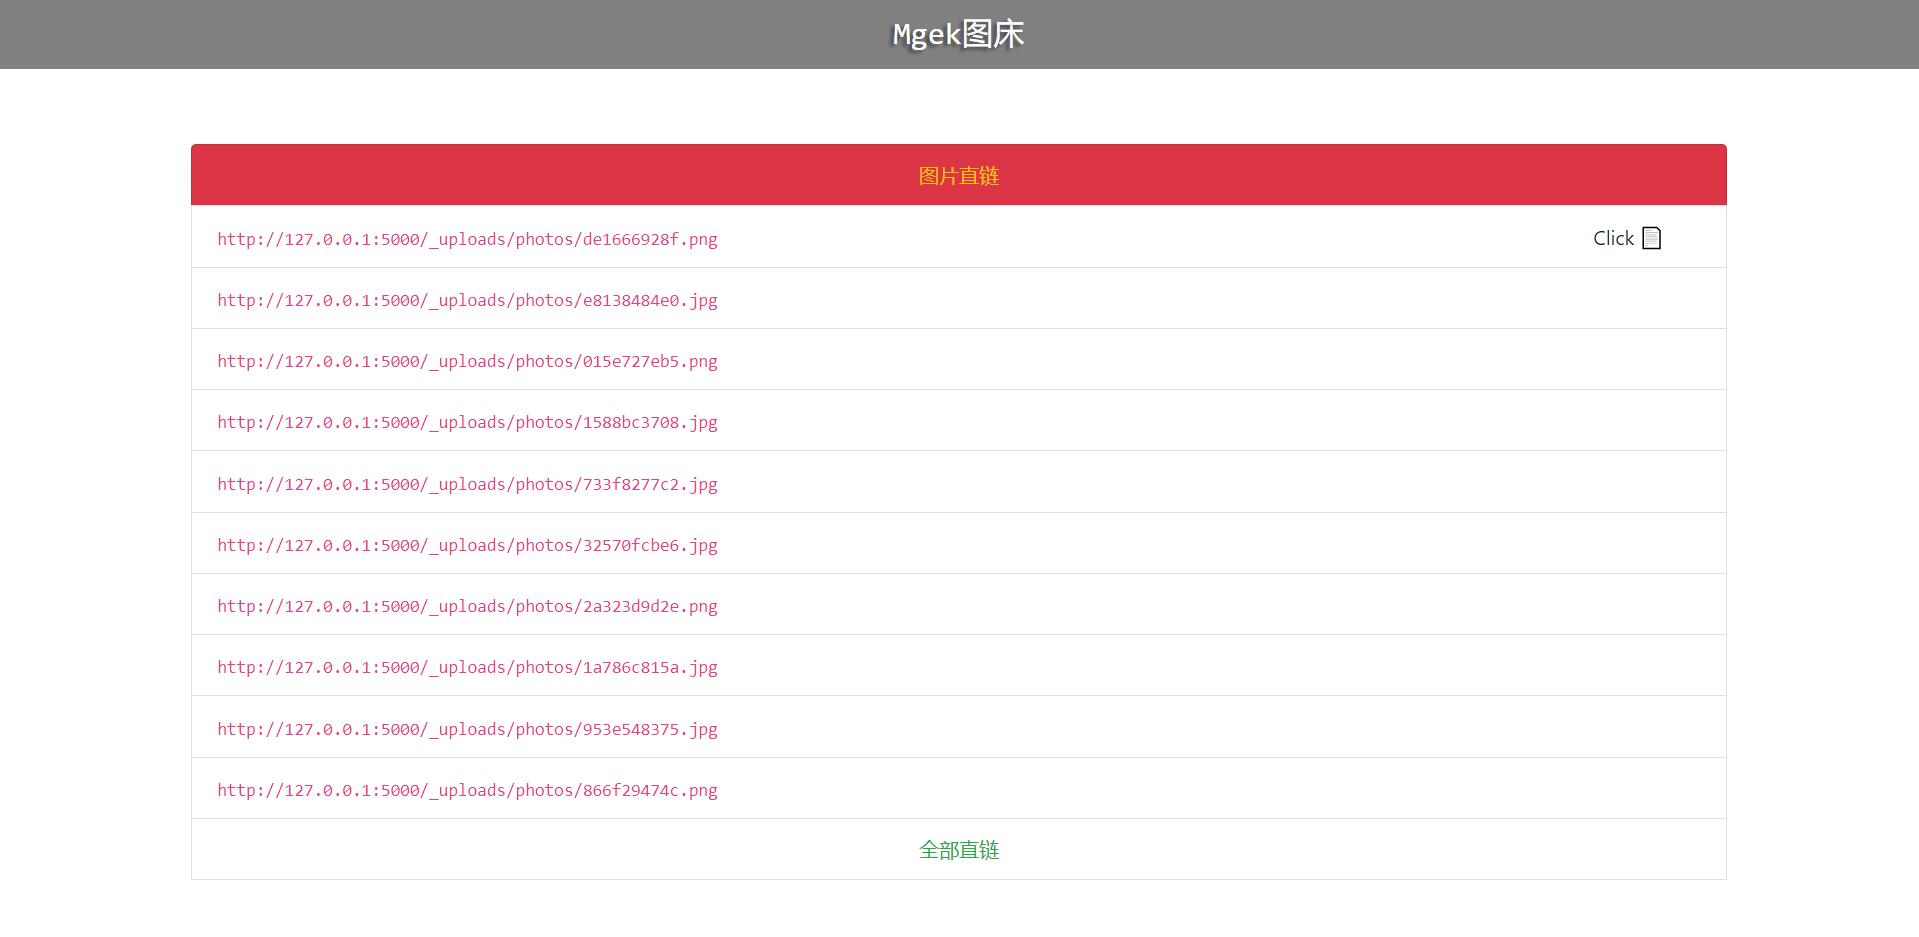 Mgek图床
图片直链
http://127.0.0.1:5000/_uploads/photos/de1666928f.png Click
http://127.0.0.1:5000/_uploads/photos/e8138484e0.jpg
http://127.0.0.1:5000/_uploads/photos/015e727eb5.png
http://127.0.0.1:5000/_uploads/photos/1588bc3708.jpg
http://127.0.0.1:5000/_uploads/photos/733f8277c2.jpg
http://127.0.0.1:5000/_uploads/photos/32570fcbe6.jpg
http://127.0.0.1:5000/_uploads/photos/2a323d9d2e.png
http://127.0.0.1:5000/_uploads/photos/1a786c815a.jpg
http://127.0.0.1:5000/_uploads/photos/953e548375.jpg
http://127.0.0.1:5000/_uploads/photos/866f29474c.png
全部直链